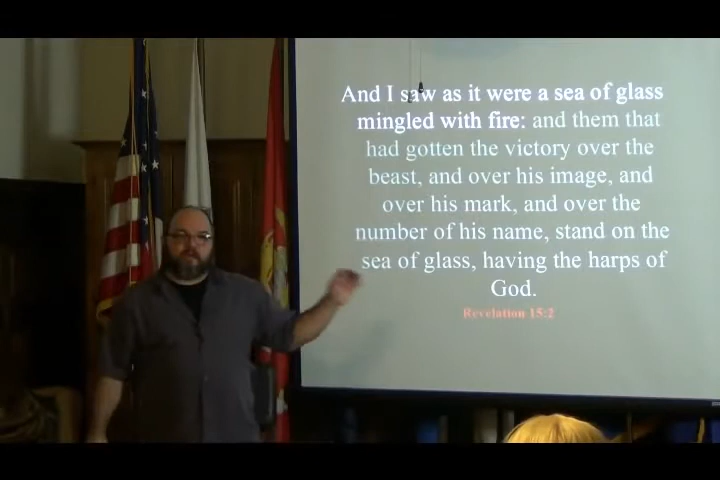 And I saw as it were a sea of glass
mingled with fire: and them that
had gotten the victory over the
beast, and over his image, and
over his mark, and over the
number of his name, stand on the
sea of glass, having the harps of
God.
Revelation 15:2